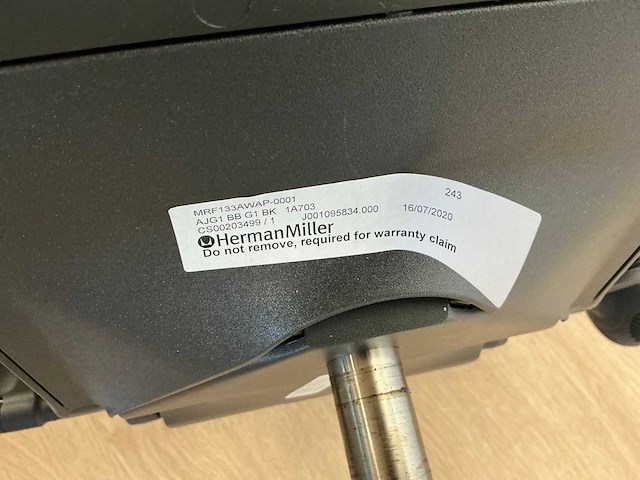 MRF133AWAP-0001 243
AJG1 BB G1 BK 1A703
CS00203499 / 1 J001095834.000 16/07/2020
HermanMiller
Do not remove, required for warranty claim